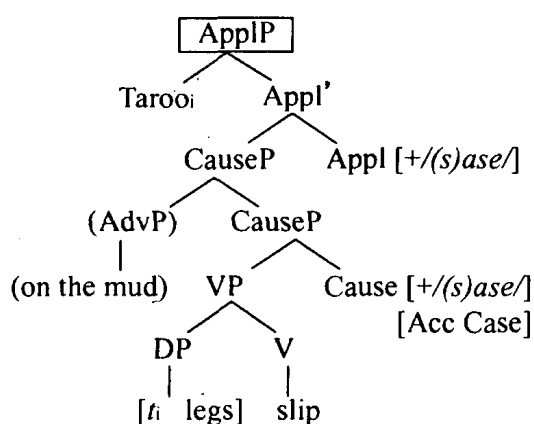 ApplP
Tarooi Appl'
CauseP Appl [+/(s)ase/]
(AdvP) CauseP
(on the mud) VP Cause [+/(s)ase/]
[Acc Case]
DP V
[ti legs] slip